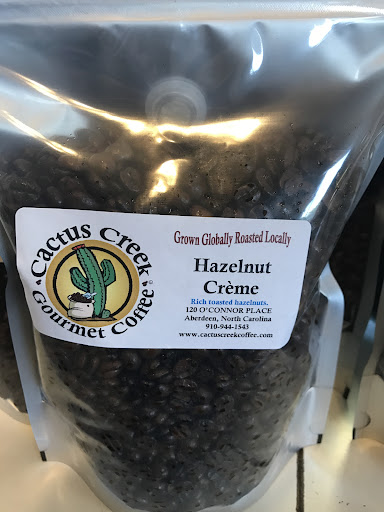 Cactus Creek
Gourmet Coffee
Grown Globally Roasted Locally
Hazelnut
Crème
Rich toasted hazelnuts.
120 O'CONNOR PLACE
Aberdeen, North Carolina
910-944-1543
www.cactuscreekcoffee.com